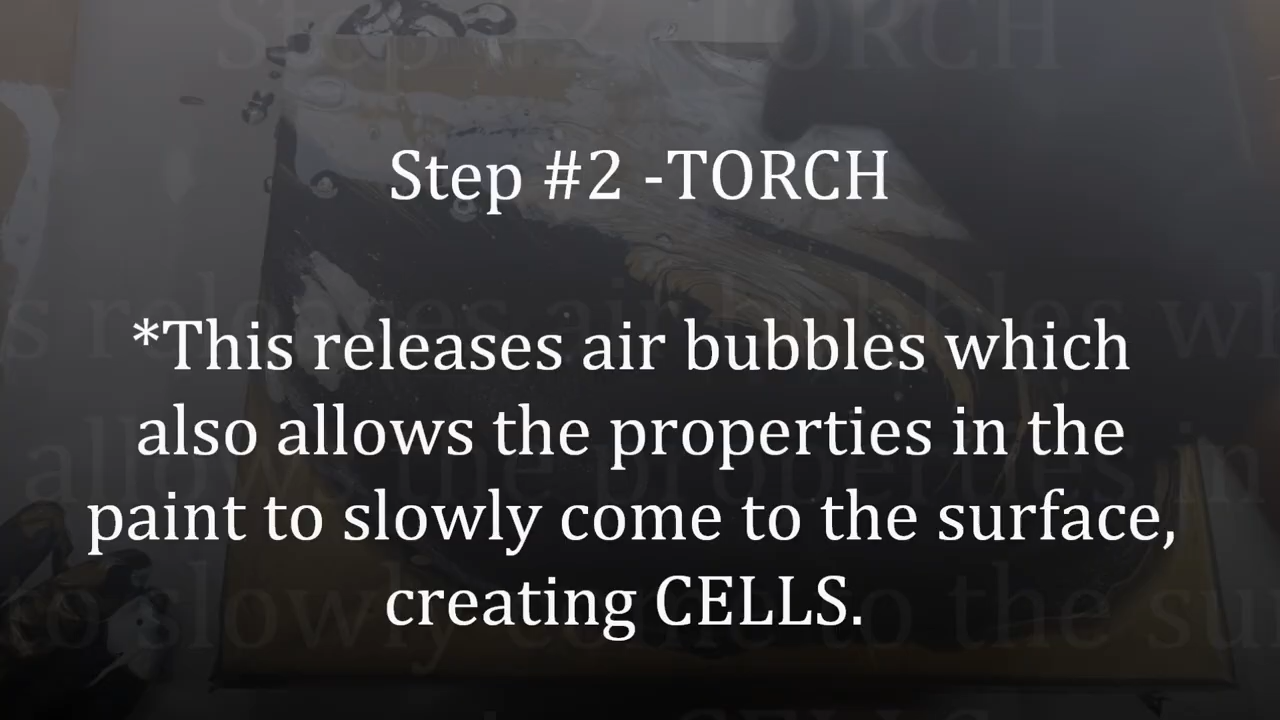 Step #2 -TORCH
*This releases air bubbles which
also allows the properties in the
paint to slowly come to the surface,
creating CELLS.